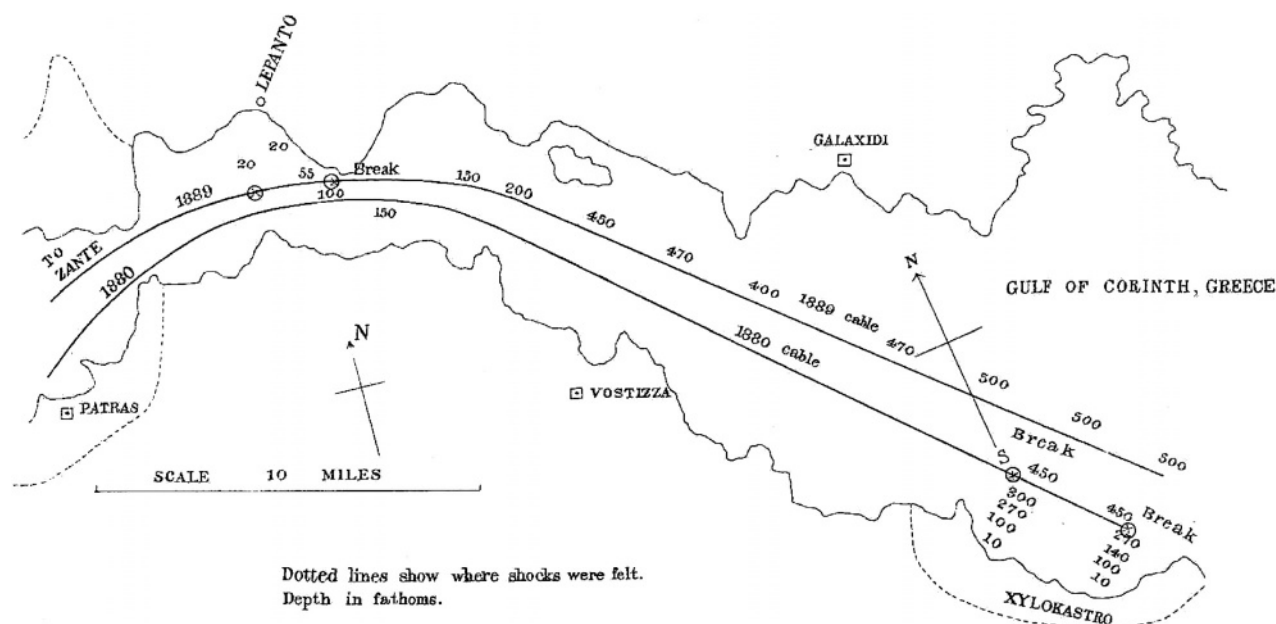 LEPANTO
20
20
55
Break
100
1889
TO
ZANTE
1880
130
200
150
450
470
400
1889 cable
470
500
500
500
1880 cable
GALAXIDI
N
GULF OF CORINTH, GREECE
N
PATRAS
VOSTIZZA
SCALE 10 MILES
S
Break
450
300
270
100
10
450
Break
270
140
100
10
XYLOKASTRO
Dotted lines show where shocks were felt.
Depth in fathoms.